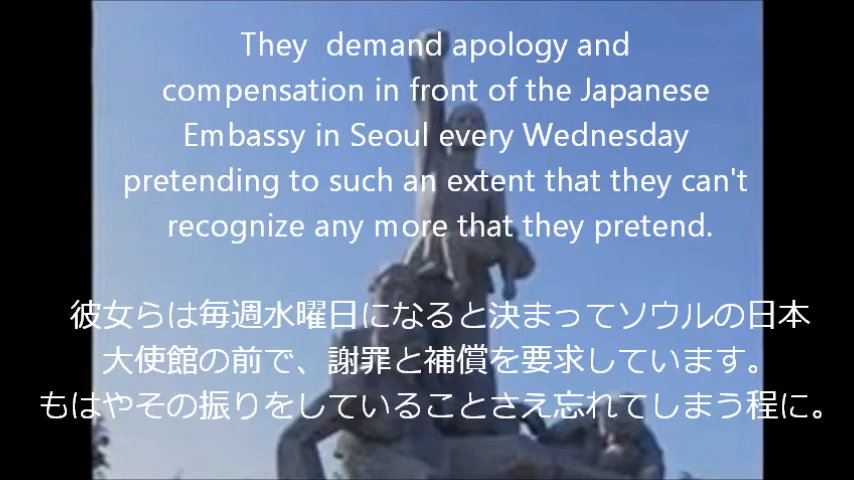 They demand apology and
compensation in front of the Japanese
Embassy in Seoul every Wednesday
pretending to such an extent that they can't
recognize any more that they pretend.
彼女らは毎週水曜日になると決まってソウルの日本
大使館の前で、謝罪と補償を要求しています。
もはやその振りをしていることさえ忘れてしまう程に。